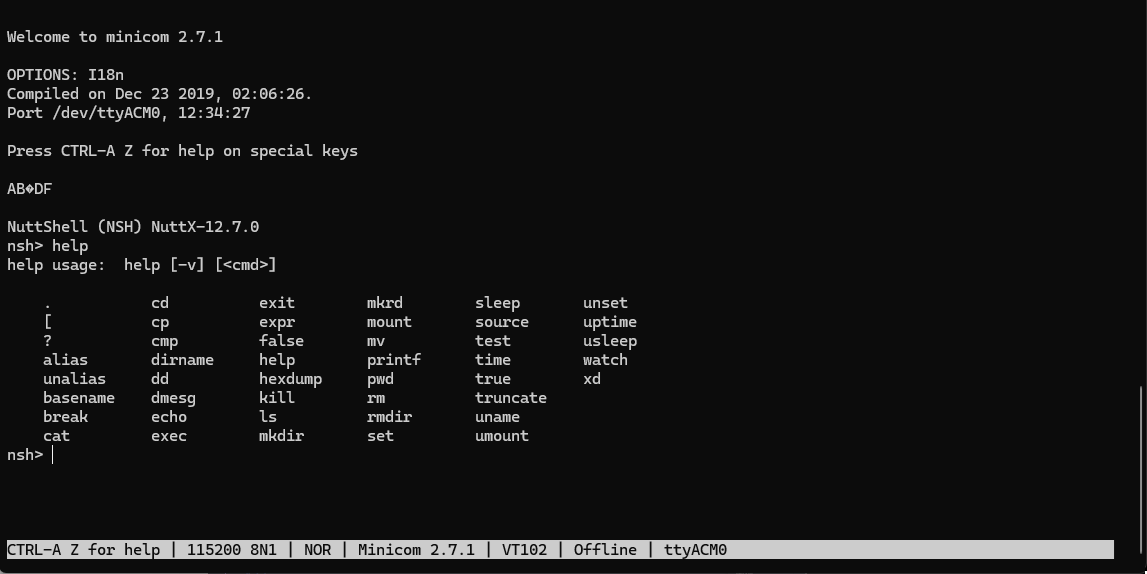 Welcome to minicom 2.7.1
OPTIONS: I18n
Compiled on Dec 23 2019, 02:06:26.
Port /dev/ttyACM0, 12:34:27
Press CTRL-A Z for help on special keys
AB�DF
NuttShell (NSH) NuttX-12.7.0
nsh> help
help usage:  help [-v] [<cmd>]
    .           cd          exit        mkrd        sleep       unset
    [           cp          expr        mount       source      uptime
    ?           cmp         false       mv          test        usleep
    alias       dirname     help        printf      time        watch
    unalias     dd          hexdump     pwd         true        xd
    basename    dmesg       kill        rm          truncate
    break       echo        ls          rmdir       uname
    cat         exec        mkdir       set         umount
nsh>
CTRL-A Z for help | 115200 8N1 | NOR | Minicom 2.7.1 | VT102 | Offline | ttyACM0